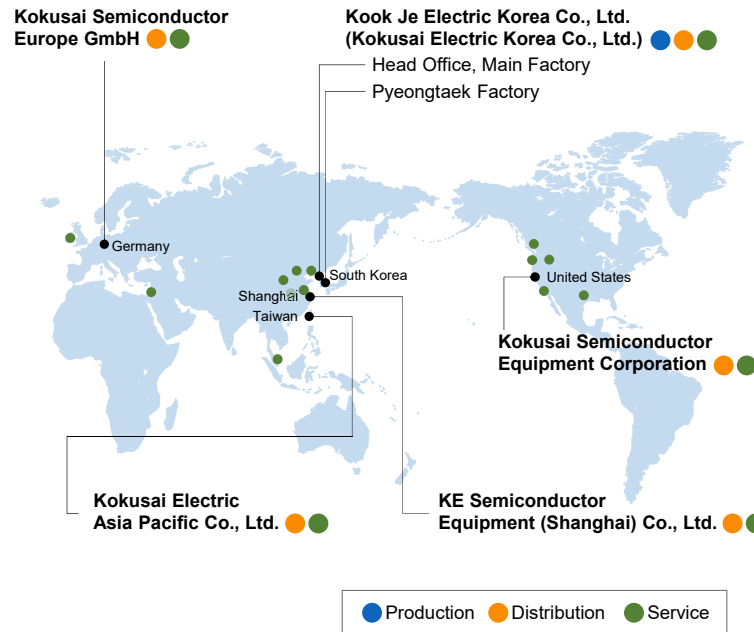 Kokusai Semiconductor
Europe GmbH
Kook Je Electric Korea Co., Ltd.
(Kokusai Electric Korea Co., Ltd.)
Head Office, Main Factory
Pyeongtaek Factory
Germany
South Korea
Shanghai
Taiwan
United States
Kokusai Semiconductor
Equipment Corporation
Kokusai Electric
Asia Pacific Co., Ltd.
KE Semiconductor
Equipment (Shanghai) Co., Ltd.
Production
Distribution
Service